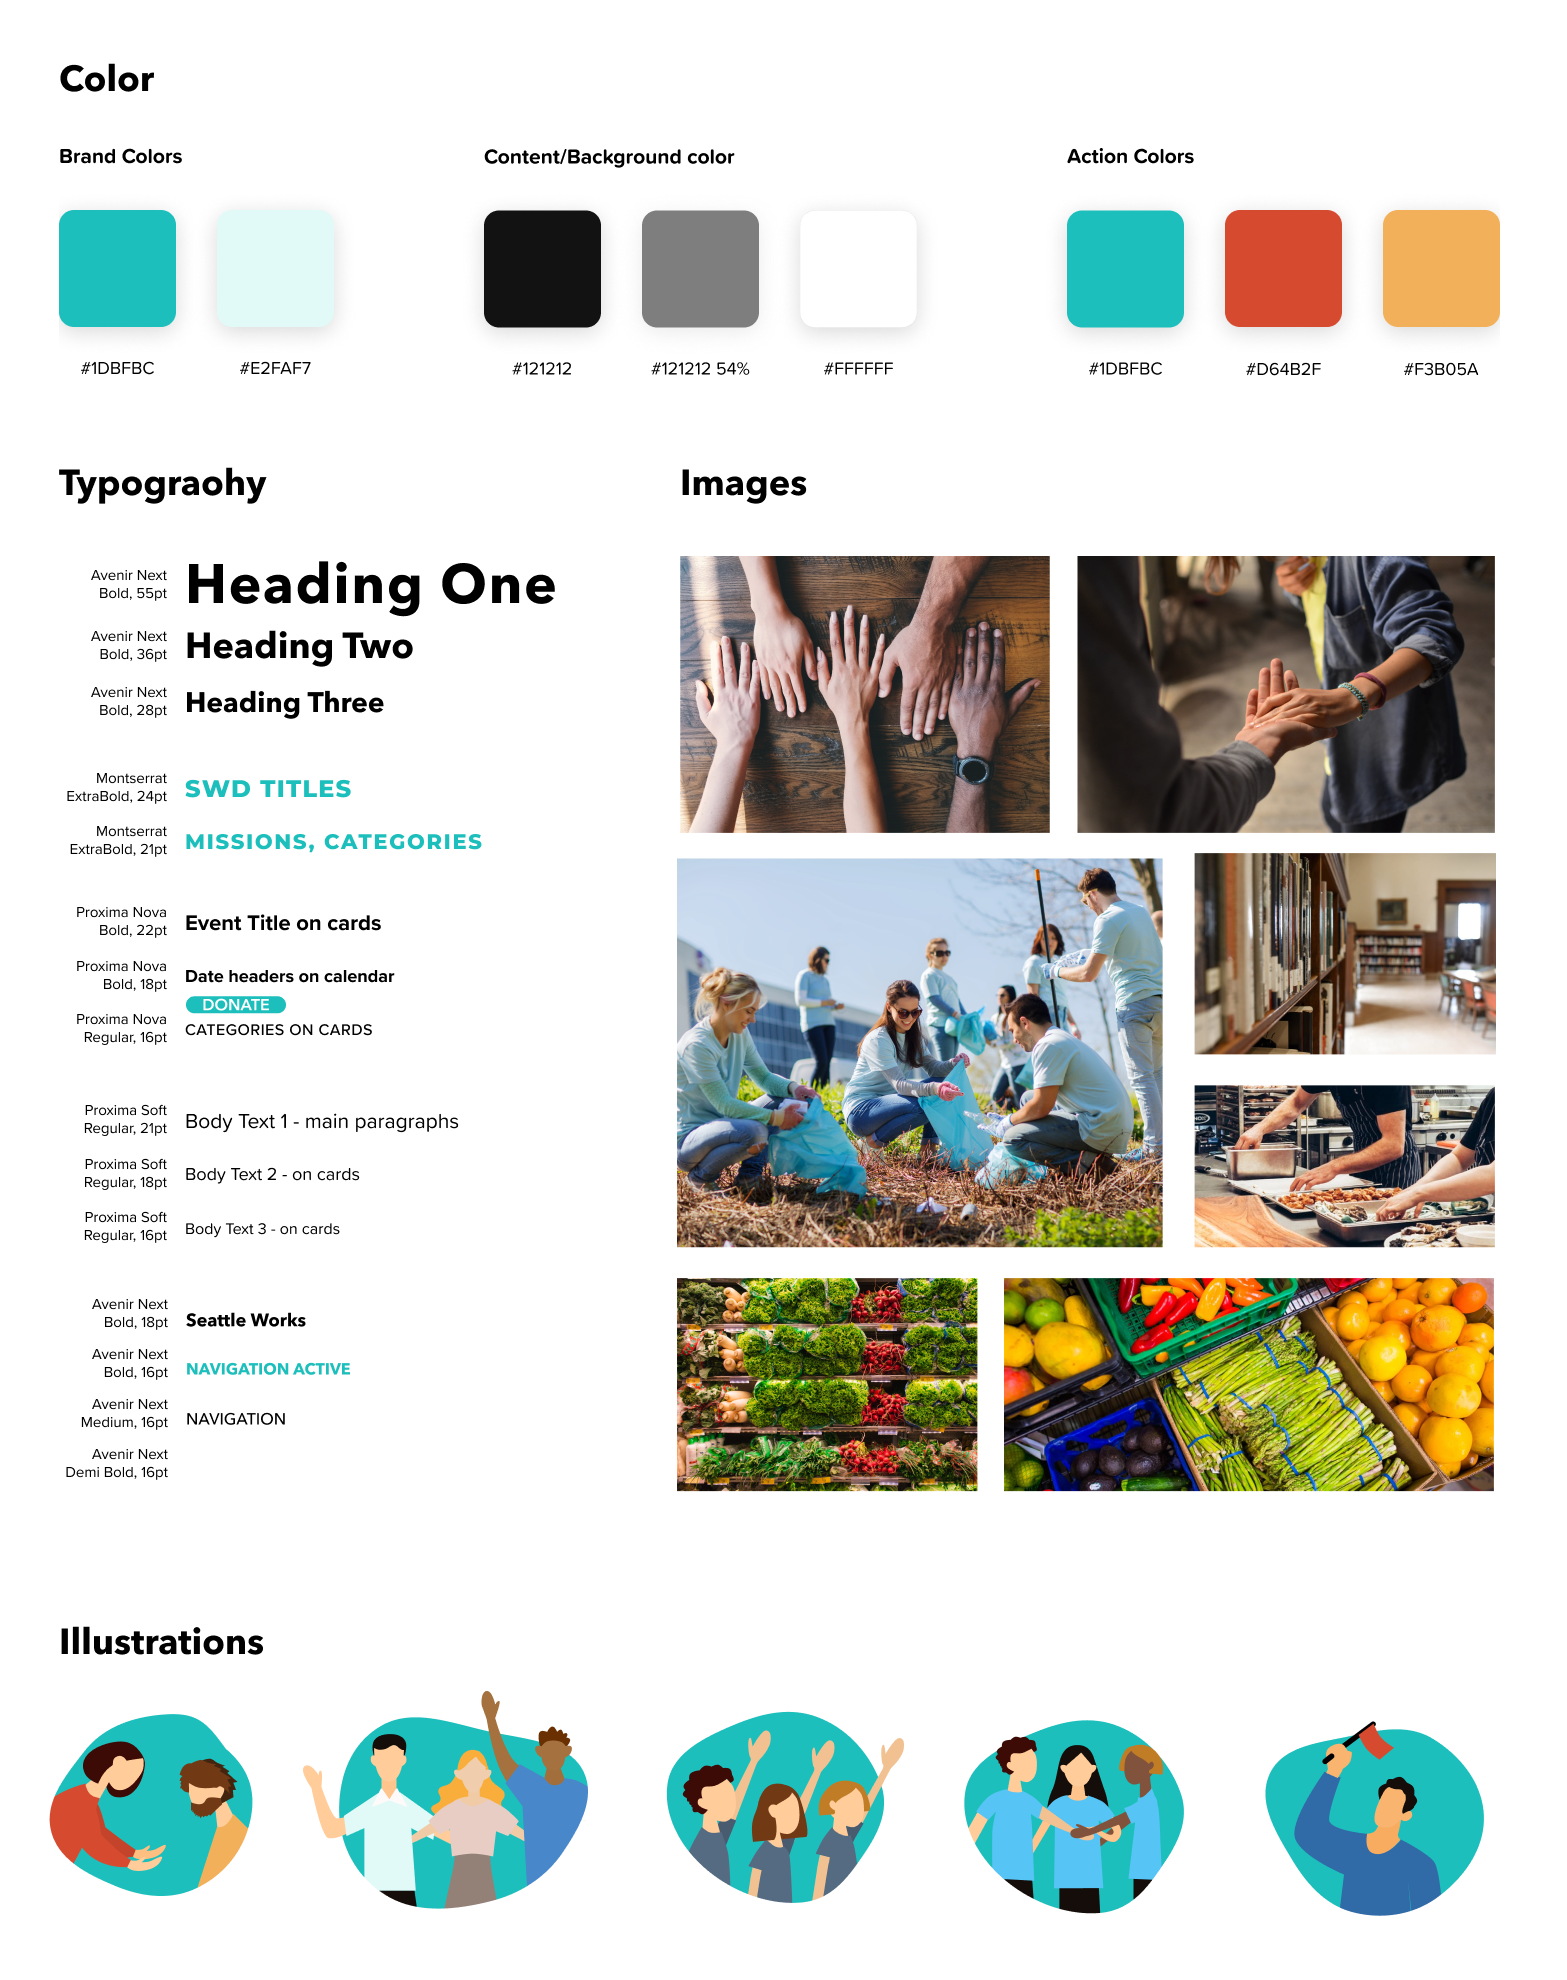 Color
Brand Colors
Content/Background color
Action Colors
#1DBFBC
#E2FAF7
#121212
#121212 54%
#FFFFFF
#1DBFBC
#D64B2F
#F3B05A
Typograohy
Avenir Next
Bold, 55pt
Heading One
Avenir Next
Bold, 36pt
Heading Two
Avenir Next
Bold, 28pt
Heading Three
Montserrat
ExtraBold, 24pt
SWD TITLES
Montserrat
ExtraBold, 21pt
MISSIONS, CATEGORIES
Proxima Nova
Bold, 22pt
Event Title on cards
Proxima Nova
Bold, 18pt
Date headers on calendar
DONATE
Proxima Nova
Regular, 16pt
CATEGORIES ON CARDS
Proxima Soft
Regular, 21pt
Body Text 1 - main paragraphs
Proxima Soft
Regular, 18pt
Body Text 2 - on cards
Proxima Soft
Regular, 16pt
Body Text 3 - on cards
Avenir Next
Bold, 18pt
Seattle Works
Avenir Next
Bold, 16pt
NAVIGATION ACTIVE
Avenir Next
Medium, 16pt
NAVIGATION
Avenir Next
Demi Bold, 16pt
Images
Illustrations